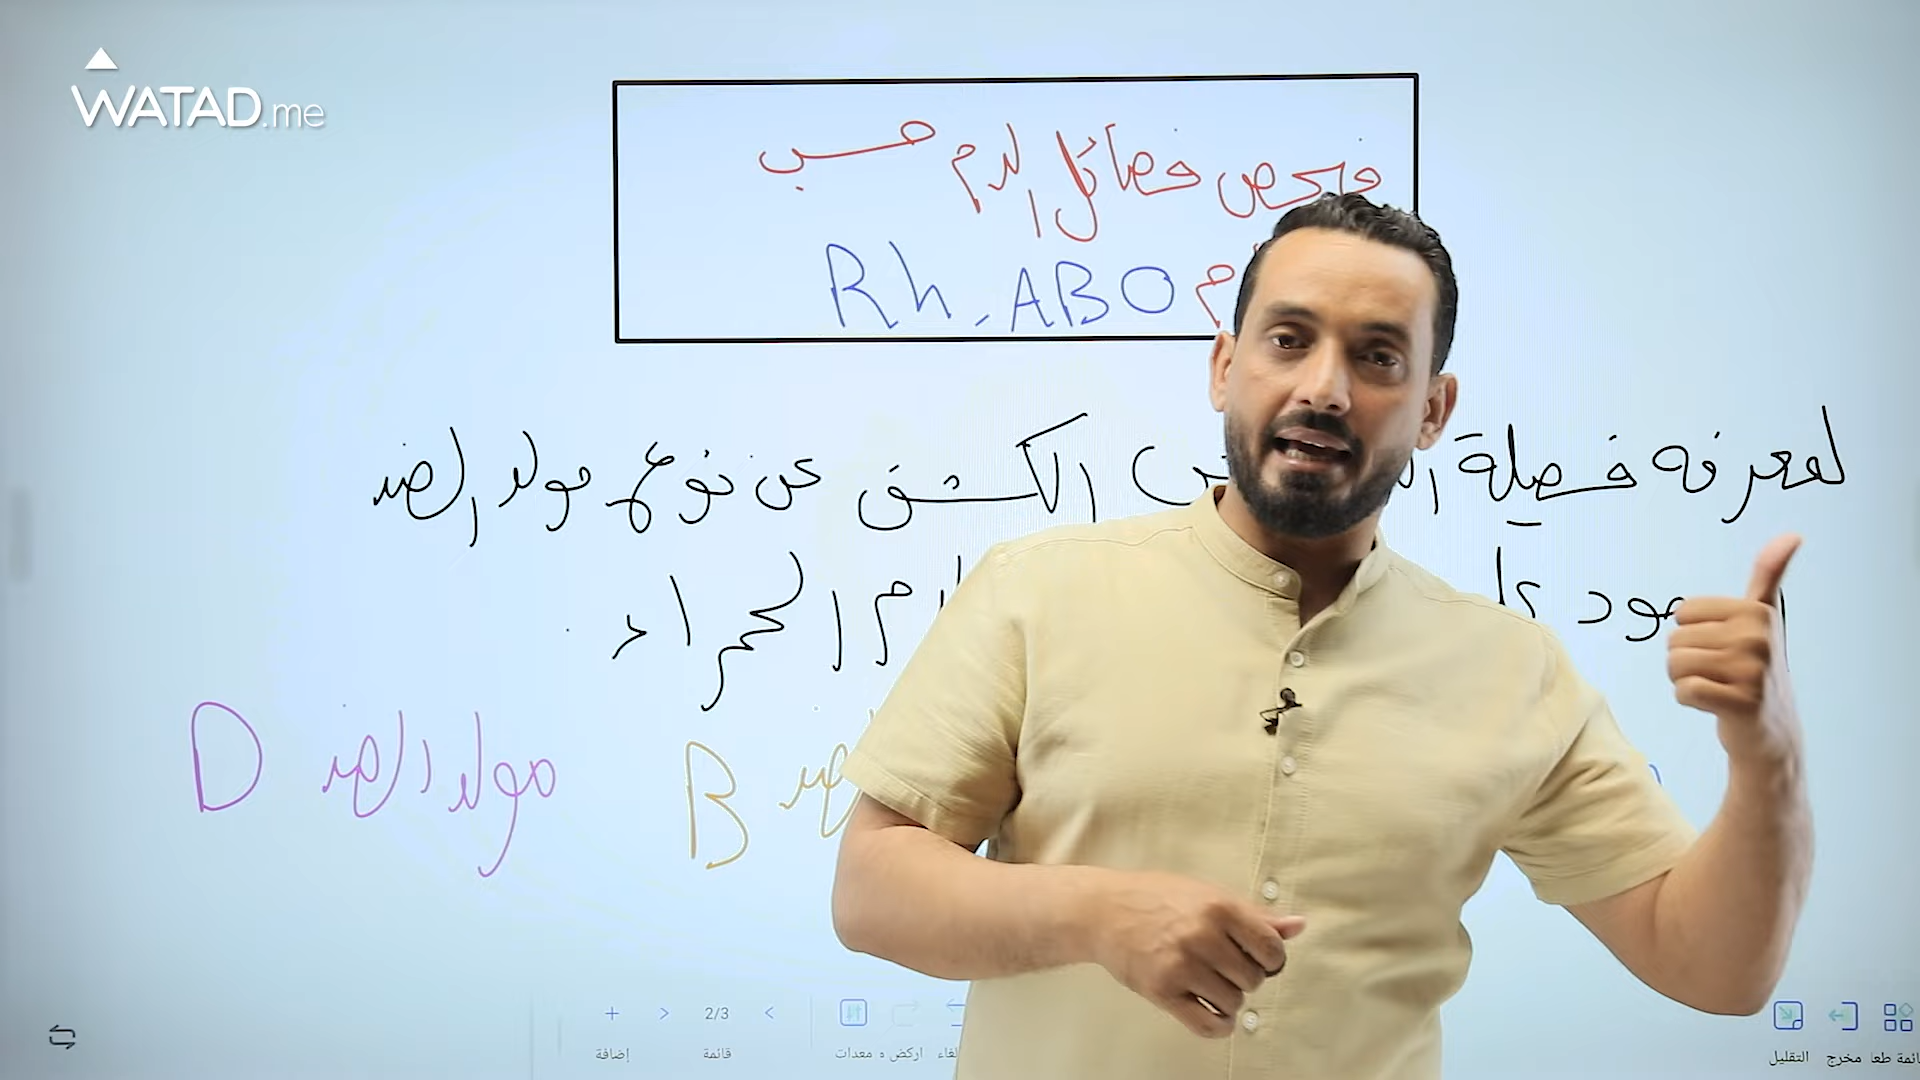 WATAD.me
فحص فصائل الدم حسب
Rh - ABO
لمعرفة فصيلة الكشف عن نوع مولد الضد
الحمراء
B
مولد الضد D
2/3
إضافة
قائمة
معدات
اركض ه
التقليل
مخرج